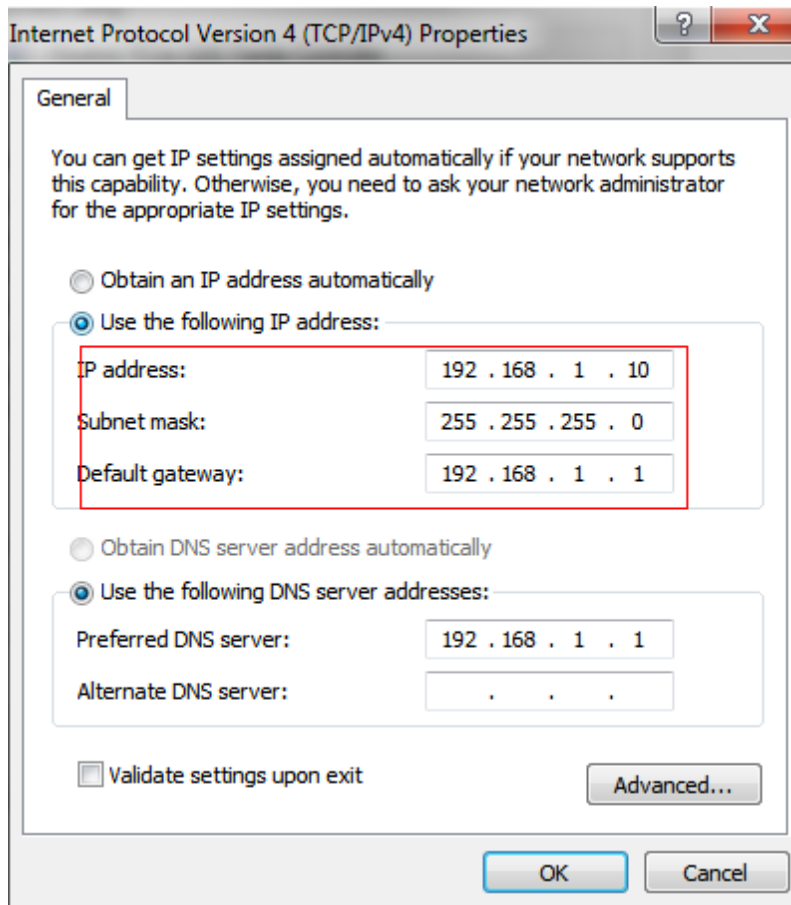 Internet Protocol Version 4 (TCP/IPv4) Properties
General
You can get IP settings assigned automatically if your network supports
this capability. Otherwise, you need to ask your network administrator
for the appropriate IP settings.
Obtain an IP address automatically
Use the following IP address:
IP address: 192 . 168 . 1 . 10
Subnet mask: 255 . 255 . 255 . 0
Default gateway: 192 . 168 . 1 . 1
Obtain DNS server address automatically
Use the following DNS server addresses:
Preferred DNS server: 192 . 168 . 1 . 1
Alternate DNS server: . . .
Validate settings upon exit
Advanced...
OK Cancel